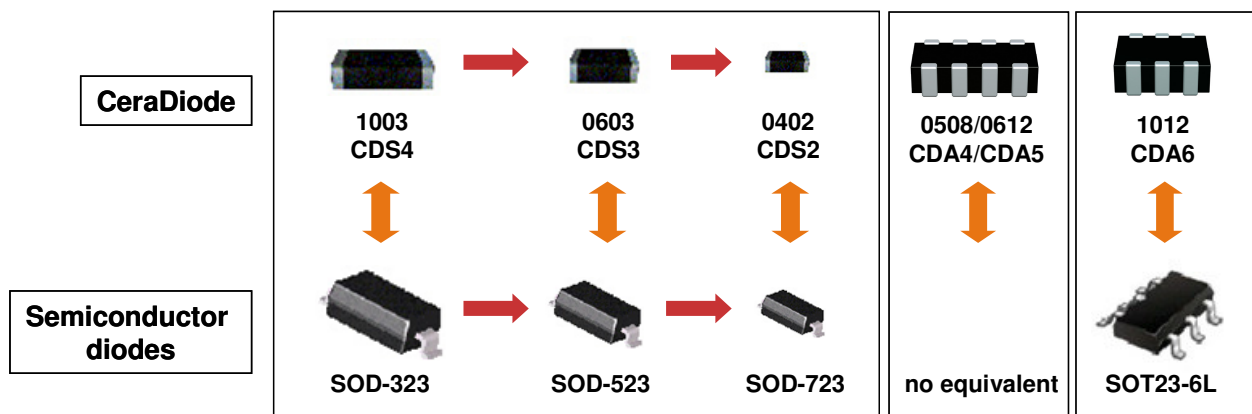 CeraDiode
1003
CDS4
0603
CDS3
0402
CDS2
0508/0612
CDA4/CDA5
1012
CDA6
Semiconductor
diodes
SOD-323
SOD-523
SOD-723
no equivalent
SOT23-6L